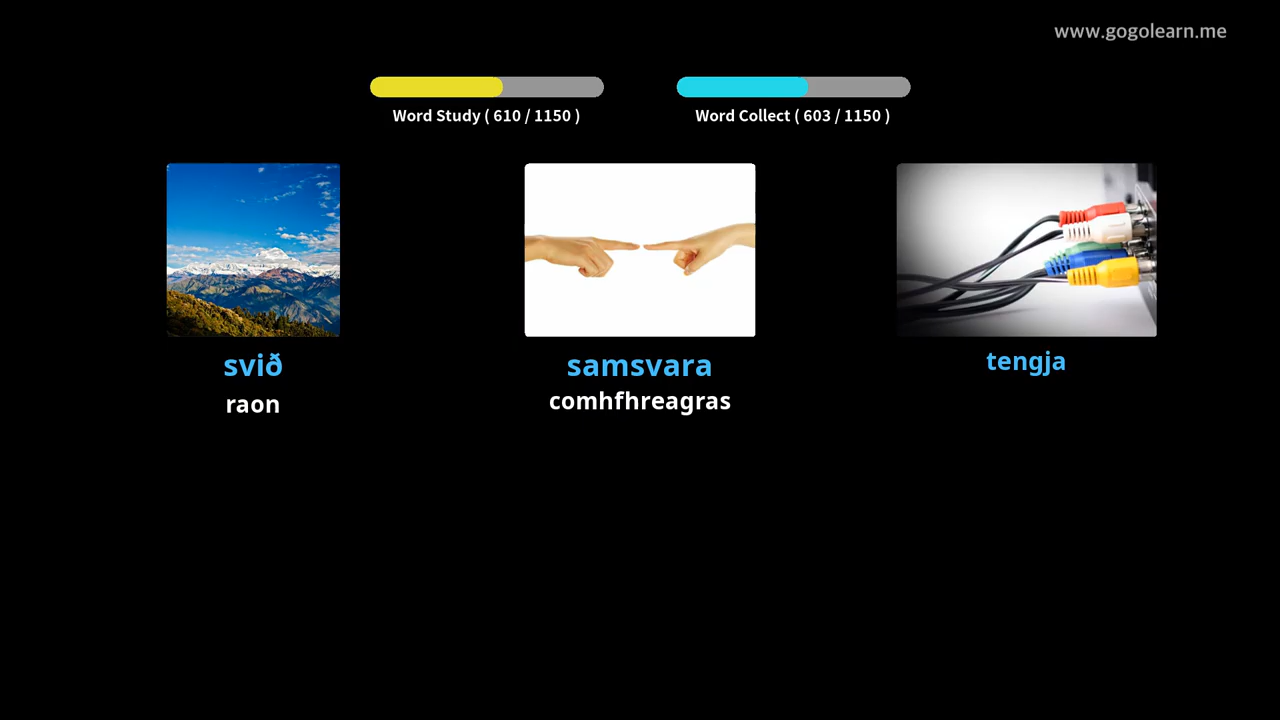 www.gogolearn.me
Word Study ( 610 / 1150 )
Word Collect ( 603 / 1150 )
svið
samsvara
tengja
raon
comhfhreagras